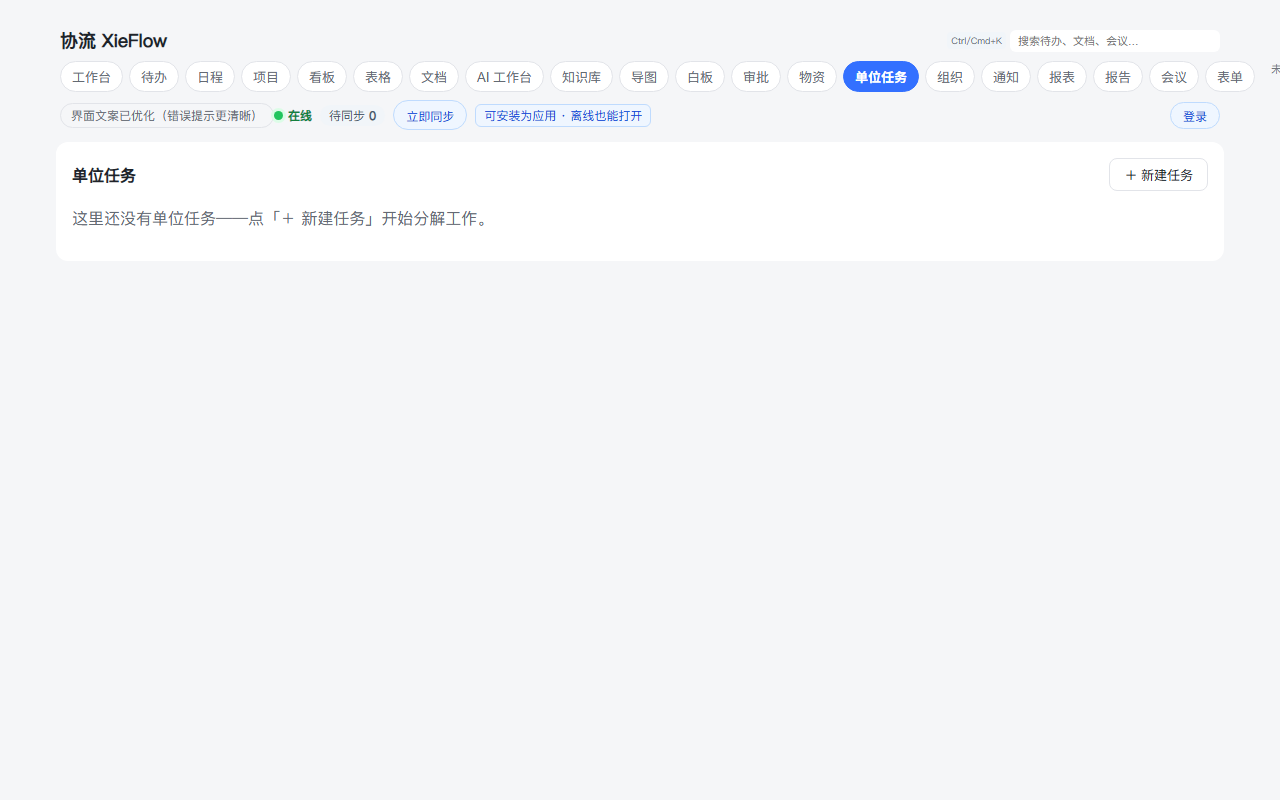 协流 XieFlow
Ctrl/Cmd+K 搜索待办、文档、会议...
工作台 待办 日程 项目 看板 表格 文档 AI 工作台 知识库 导图 白板 审批 物资 单位任务 组织 通知 报表 报告 会议 表单
界面文案已优化（错误提示更清晰） 在线 待同步 0 立即同步 可安装为应用 · 离线也能打开 登录
单位任务 ＋ 新建任务
这里还没有单位任务——点「＋ 新建任务」开始分解工作。